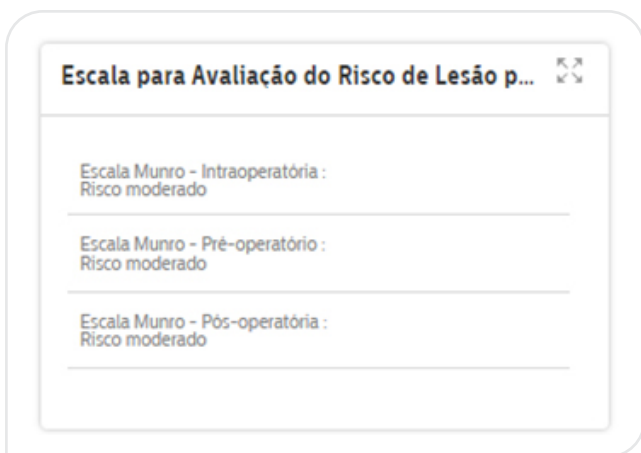 Escala para Avaliação do Risco de Lesão p...
Escala Munro - Intraoperatória :
Risco moderado
Escala Munro - Pré-operatório :
Risco moderado
Escala Munro - Pós-operatória :
Risco moderado